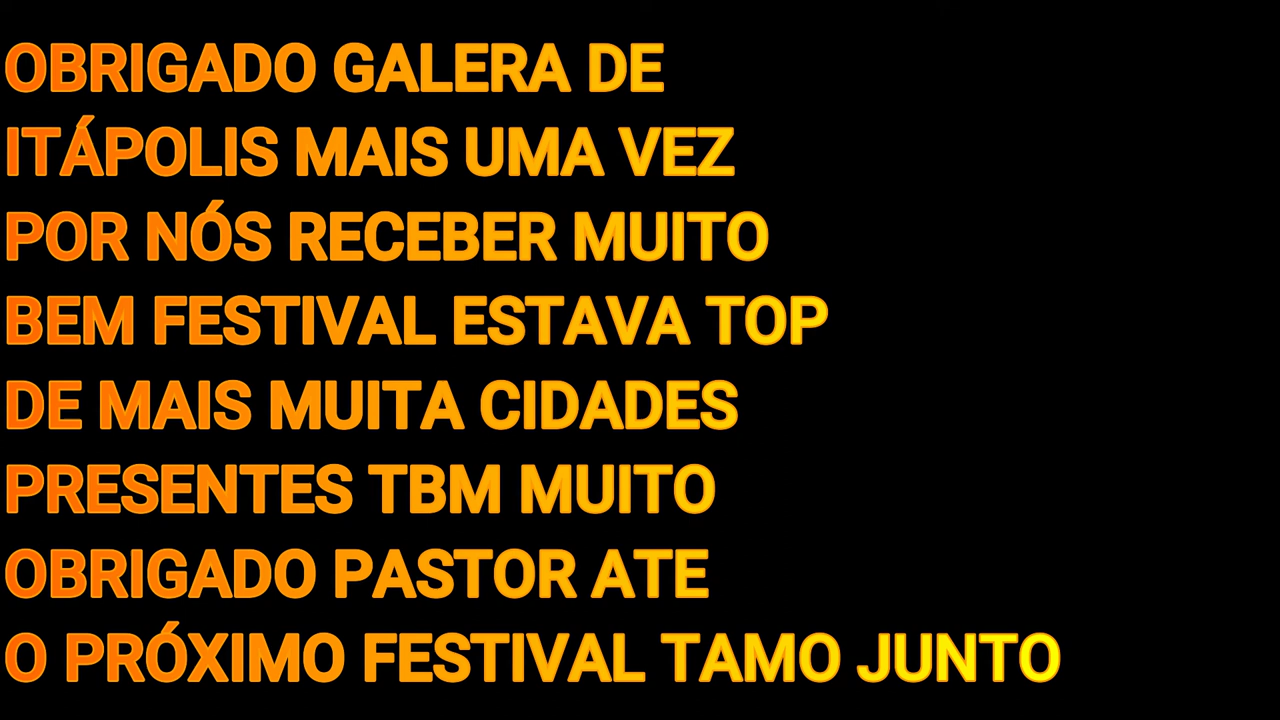 OBRIGADO GALERA DE
ITÁPOLIS MAIS UMA VEZ
POR NÓS RECEBER MUITO
BEM FESTIVAL ESTAVA TOP
DE MAIS MUITA CIDADES
PRESENTES TBM MUITO
OBRIGADO PASTOR ATE
O PRÓXIMO FESTIVAL TAMO JUNTO